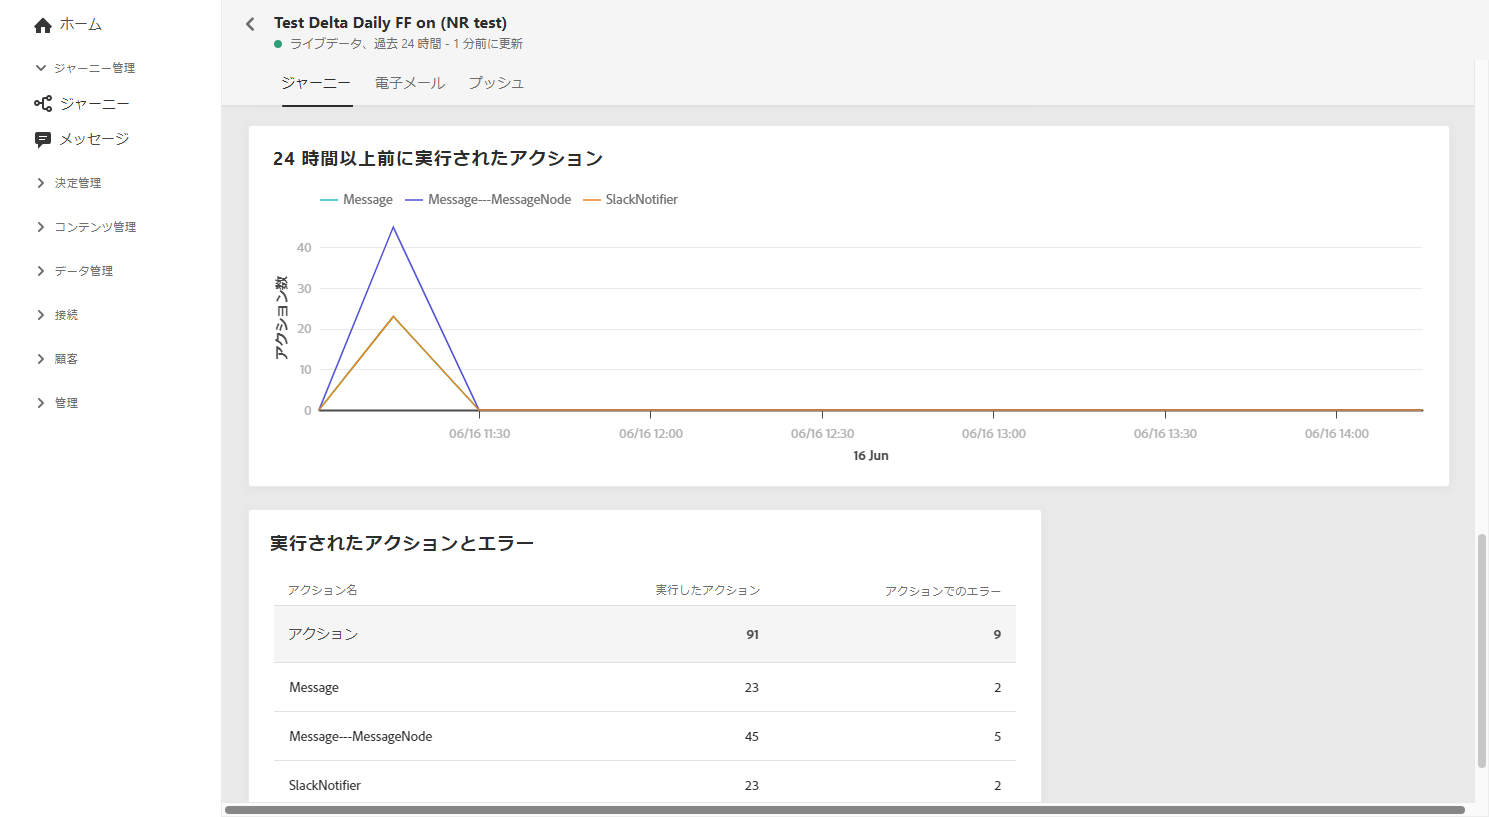 ホーム
ジャーニー管理
ジャーニー
メッセージ
決定管理
コンテンツ管理
データ管理
接続
顧客
管理
Test Delta Daily FF on (NR test)
ライブデータ、過去 24 時間 - 1 分前に更新
ジャーニー 電子メール プッシュ
24 時間以上前に実行されたアクション
Message Message---MessageNode SlackNotifier
アクション数
40
30
20
10
0
06/16 11:30 06/16 12:00 06/16 12:30 06/16 13:00 06/16 13:30 06/16 14:00
16 Jun
実行されたアクションとエラー
アクション名 実行したアクション アクションでのエラー
アクション 91 9
Message 23 2
Message---MessageNode 45 5
SlackNotifier 23 2